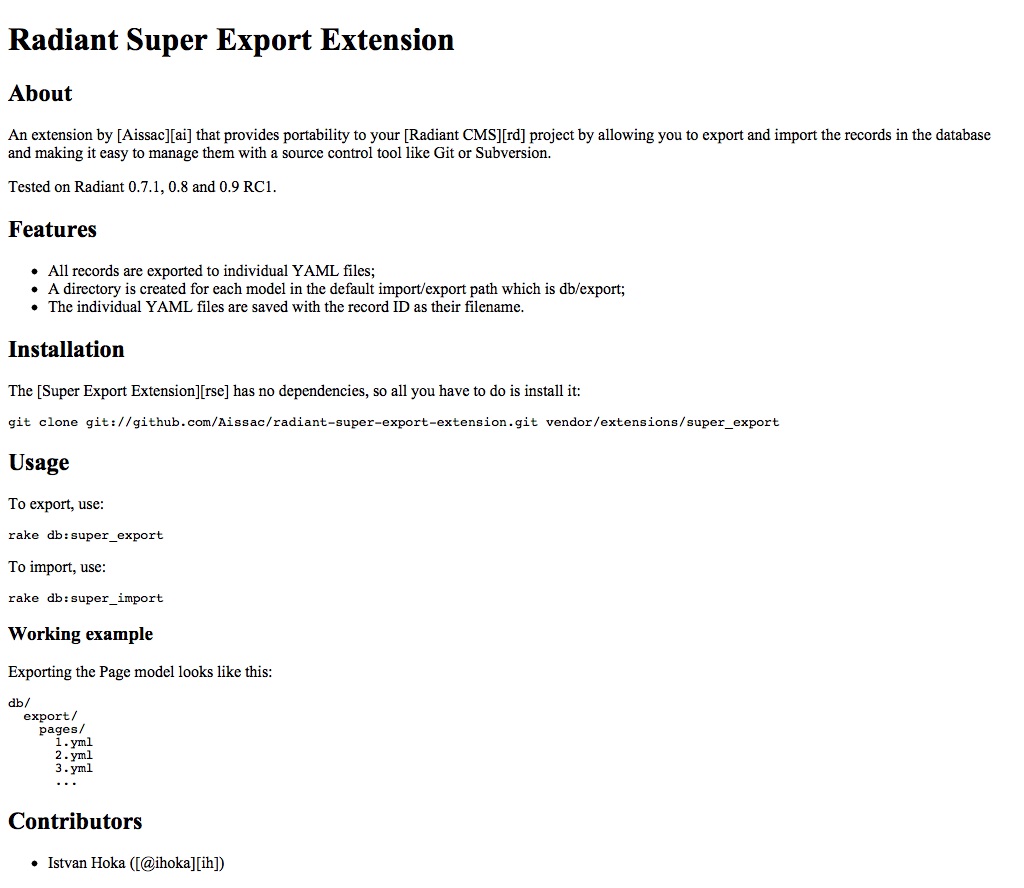 Radiant Super Export Extension
About
An extension by [Aissac][ai] that provides portability to your [Radiant CMS][rd] project by allowing you to export and import the records in the database
and making it easy to manage them with a source control tool like Git or Subversion.
Tested on Radiant 0.7.1, 0.8 and 0.9 RC1.
Features
• All records are exported to individual YAML files;
• A directory is created for each model in the default import/export path which is db/export;
• The individual YAML files are saved with the record ID as their filename.
Installation
The [Super Export Extension][rse] has no dependencies, so all you have to do is install it:
git clone git://github.com/Aissac/radiant-super-export-extension.git vendor/extensions/super_export
Usage
To export, use:
rake db:super_export
To import, use:
rake db:super_import
Working example
Exporting the Page model looks like this:
db/
  export/
    pages/
      1.yml
      2.yml
      3.yml
      ...
Contributors
• Istvan Hoka ([@ihoka][ih])